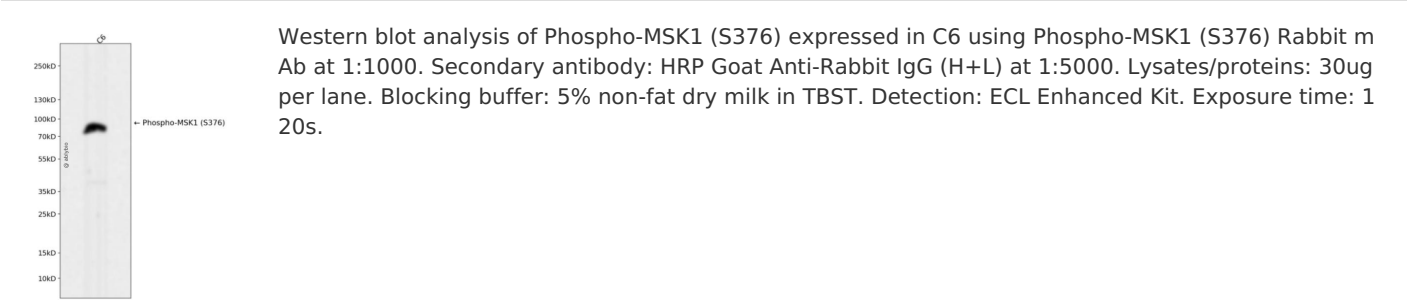 C6
250kD
130kD
100kD
70kD
55kD
35kD
25kD
15kD
10kD
← Phospho-MSK1 (S376)
@ ablybio
Western blot analysis of Phospho-MSK1 (S376) expressed in C6 using Phospho-MSK1 (S376) Rabbit m
Ab at 1:1000. Secondary antibody: HRP Goat Anti-Rabbit IgG (H+L) at 1:5000. Lysates/proteins: 30ug
per lane. Blocking buffer: 5% non-fat dry milk in TBST. Detection: ECL Enhanced Kit. Exposure time: 1
20s.